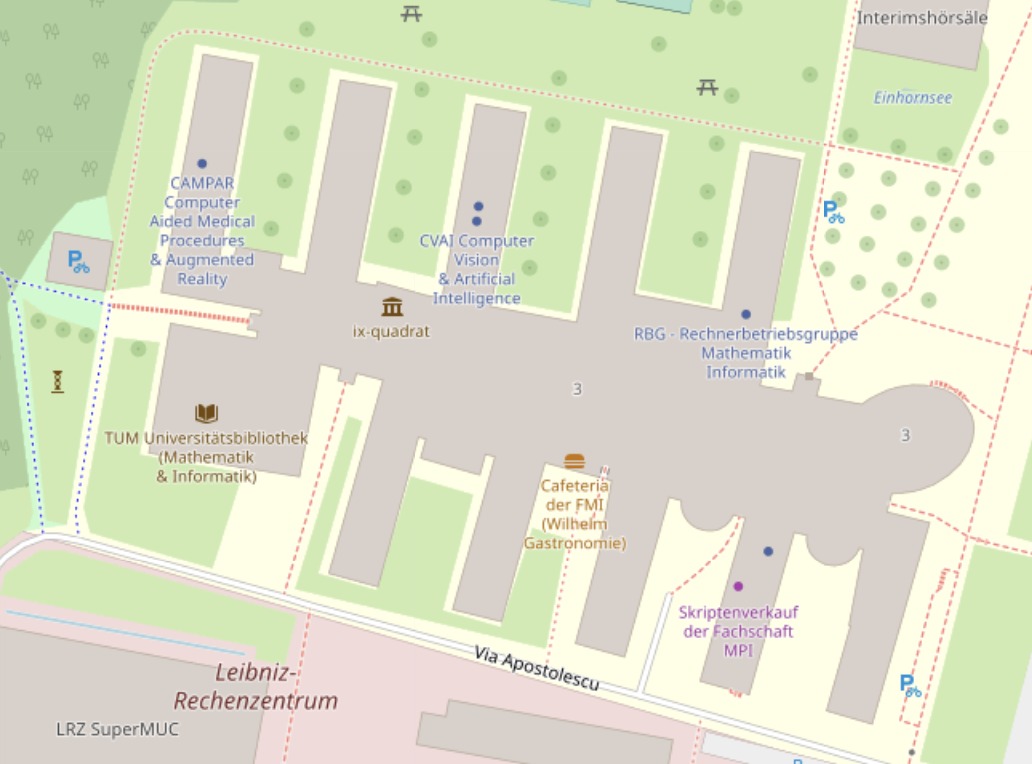 Interimshörsäle
Einhornsee
CAMPAR
Computer
Aided Medical
Procedures
& Augmented
Reality
CVAI Computer
Vision
& Artificial
Intelligence
ix-quadrat
RBG - Rechnerbetriebsgruppe
Mathematik
Informatik
3
3
TUM Universitätsbibliothek
(Mathematik
& Informatik)
Cafeteria
der FMI
(Wilhelm
Gastronomie)
Skriptenverkauf
der Fachschaft
MPI
Via Apostolescu
Leibniz-
Rechenzentrum
LRZ SuperMUC
P
P
P